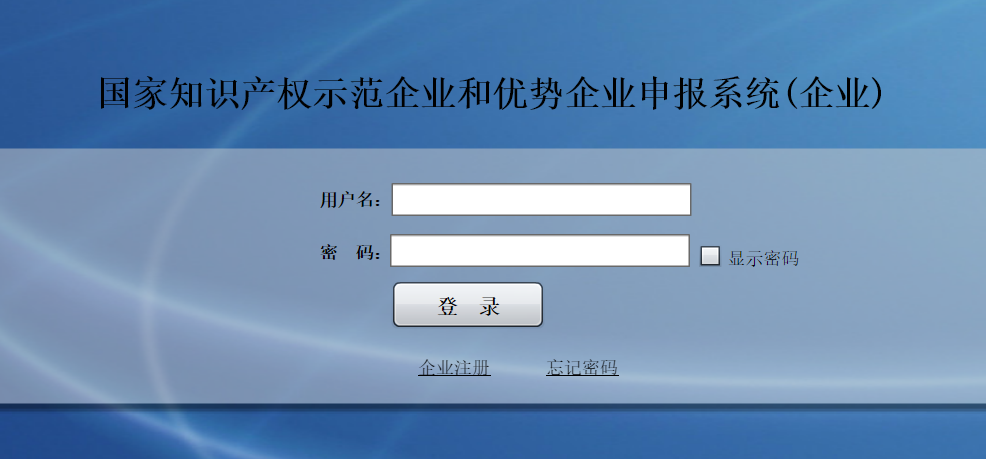 国家知识产权示范企业和优势企业申报系统(企业)
用户名：
密 码：
显示密码
登 录
企业注册 忘记密码